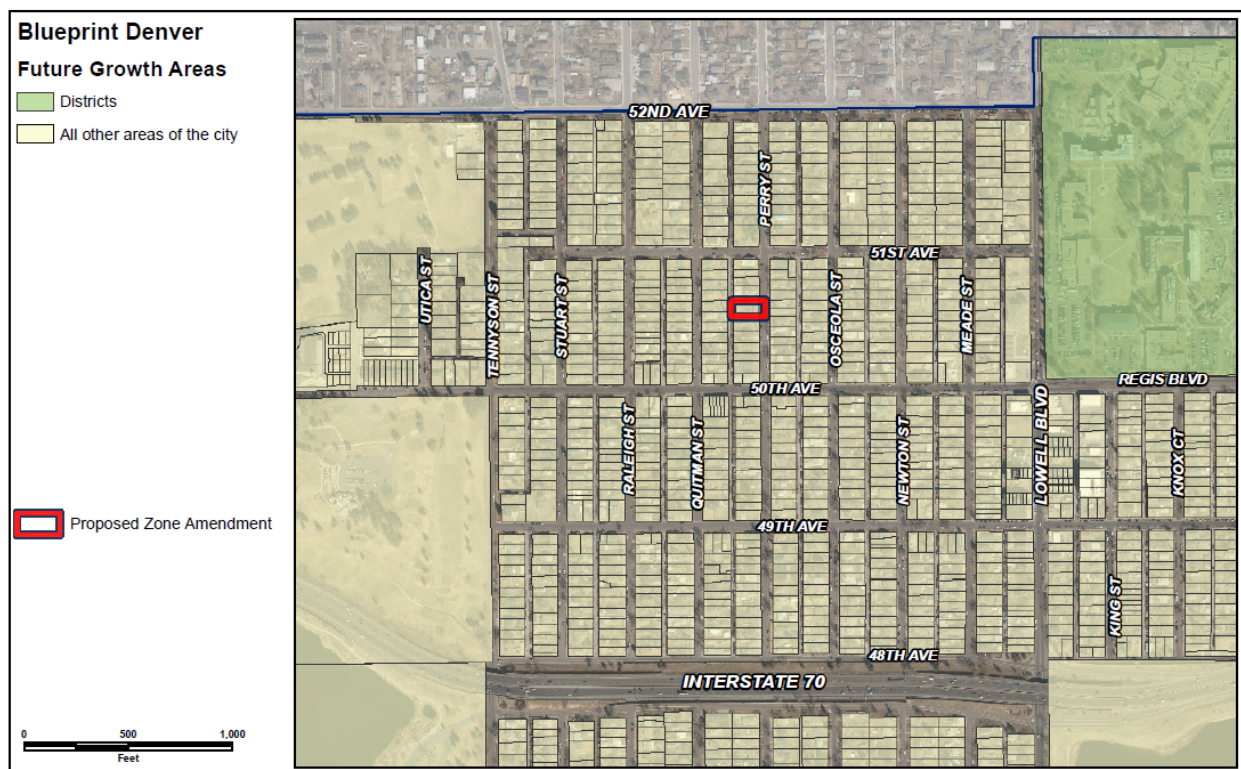 Blueprint Denver
Future Growth Areas
Districts
All other areas of the city
Proposed Zone Amendment
0 500 1,000
Feet
52ND AVE
PERRY ST
51ST AVE
UTICA ST
TENNYSON ST
STUART ST
OSCEOLA ST
MEADE ST
50TH AVE
REGIS BLVD
RALEIGH ST
QUITMAN ST
NEWTON ST
LOWELL BLVD
KNOX CT
49TH AVE
KING ST
48TH AVE
INTERSTATE 70